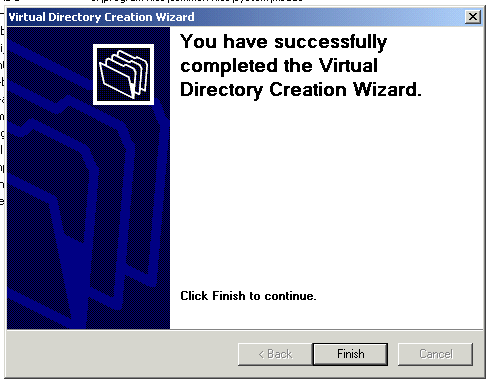 Virtual Directory Creation Wizard
You have successfully
completed the Virtual
Directory Creation Wizard.
Click Finish to continue.
< Back
Finish
Cancel